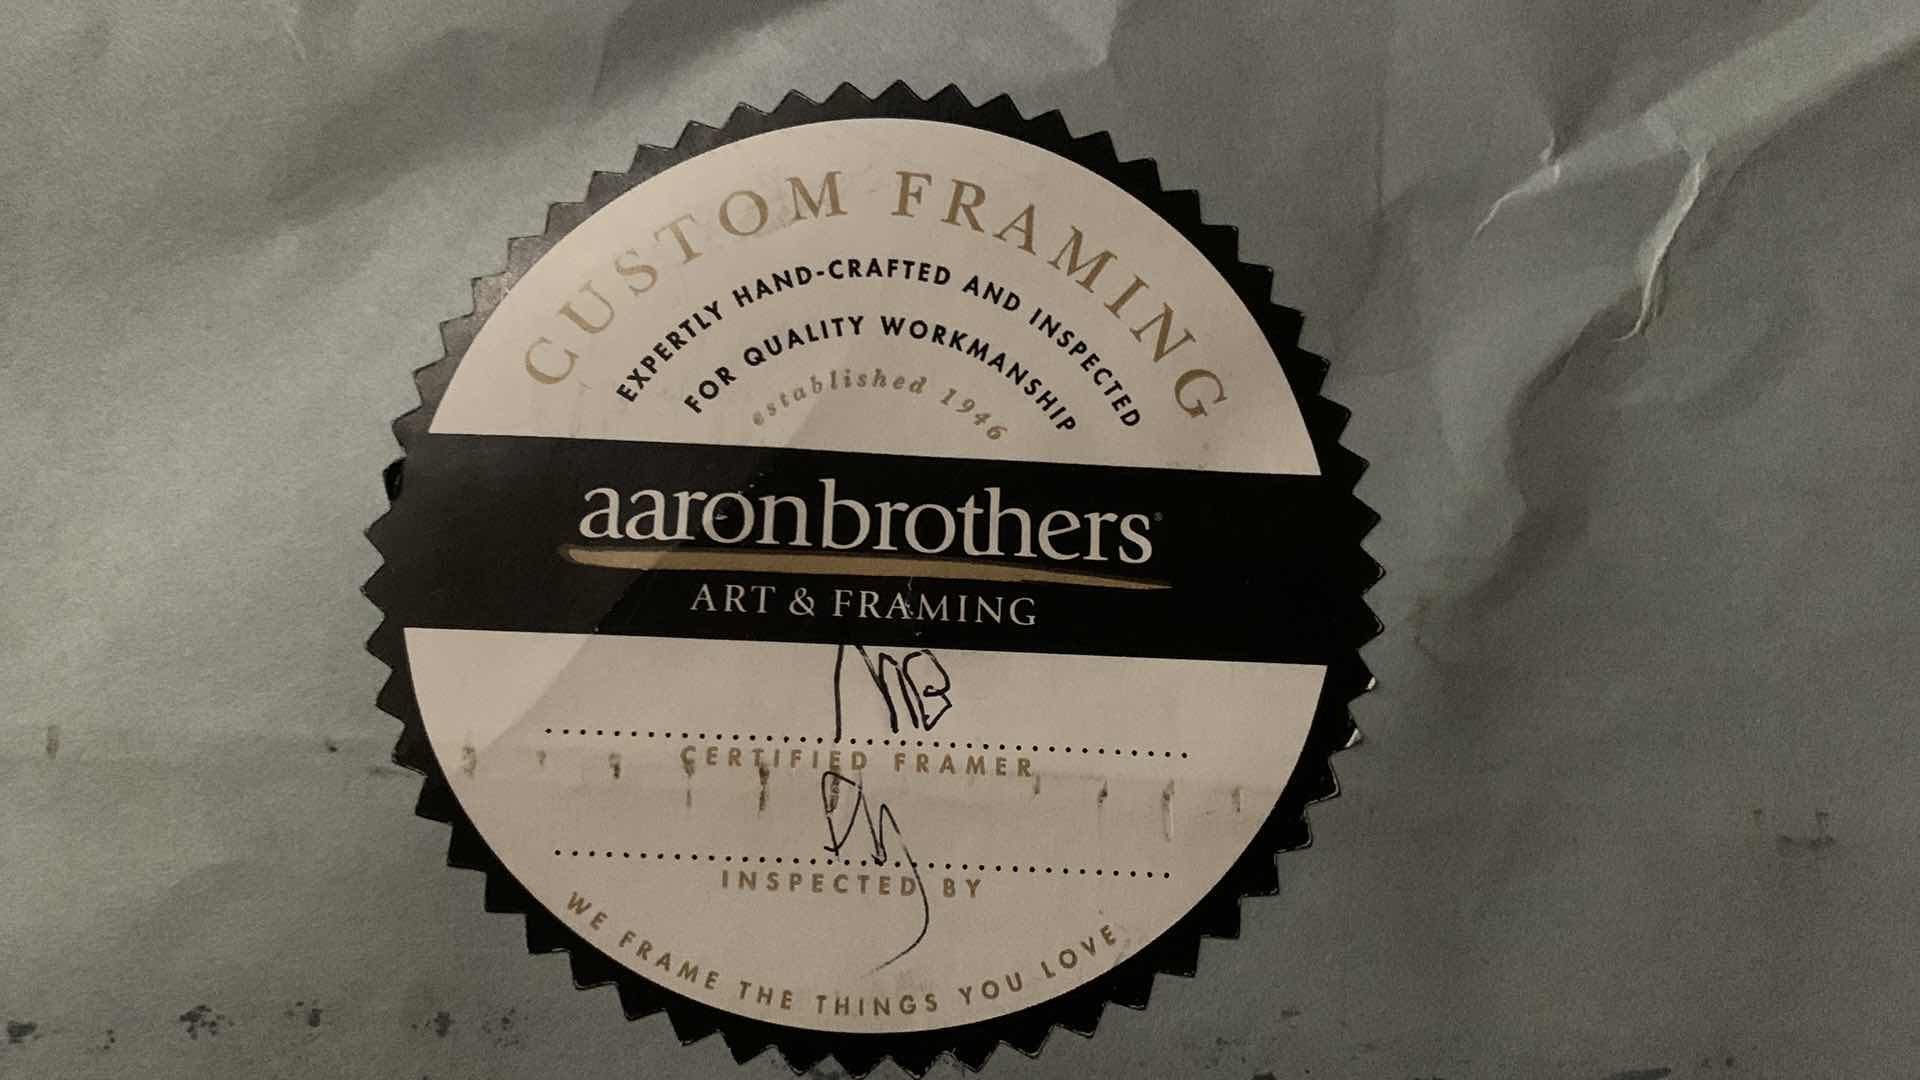 CUSTOM FRAMING
EXPERTLY HAND-CRAFTED AND INSPECTED
FOR QUALITY WORKMANSHIP
established 1946
aaronbrothers
ART & FRAMING
CERTIFIED FRAMER
INSPECTED BY
WE FRAME THE THINGS YOU LOVE